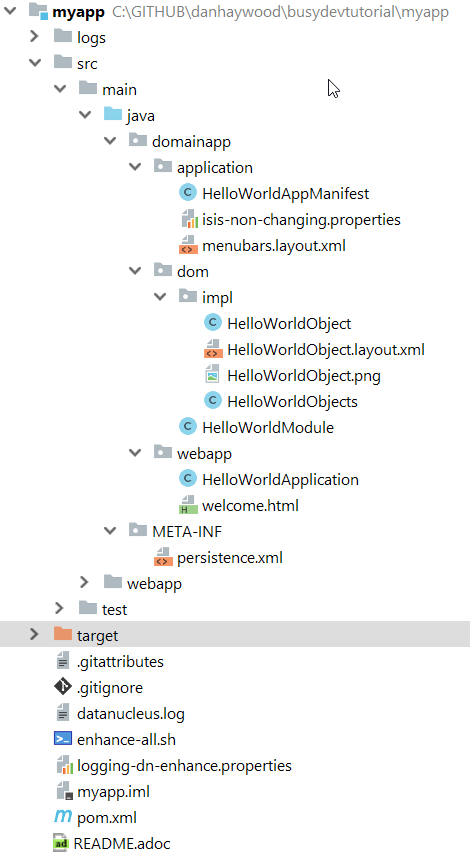 myapp C:\GITHUB\danhaywood\busydevtutorial\myapp
logs
src
main
java
domainapp
application
HelloWorldAppManifest
isis-non-changing.properties
menubars.layout.xml
dom
impl
HelloWorldObject
HelloWorldObject.layout.xml
HelloWorldObject.png
HelloWorldObjects
HelloWorldModule
webapp
HelloWorldApplication
welcome.html
META-INF
persistence.xml
webapp
test
target
.gitattributes
.gitignore
datanucleus.log
enhance-all.sh
logging-dn-enhance.properties
myapp.iml
pom.xml
README.adoc